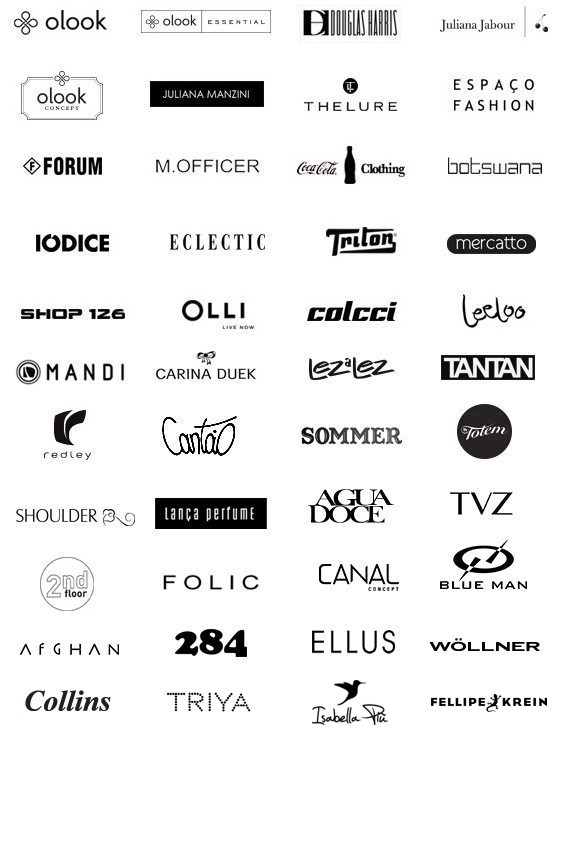 olook
olook ESSENTIAL
DOUGLAS HARRIS
Juliana Jabour
olook
CONCEPT
JULIANA MANZINI
THELURE
ESPAÇO
FASHION
FORUM
M.OFFICER
Coca-Cola Clothing
botswana
IÓDICE
ECLECTIC
Triton
mercatto
SHOP 126
OLLI
LIVE NOW
colcci
Leeloo
MANDI
CARINA DUEK
LEZ a LEZ
TANTAN
redley
Cantão
SOMMER
Totem
SHOULDER
Lança perfume
AGUA
DOCE
TVZ
2nd
floor
FOLIC
CANAL
CONCEPT
BLUE MAN
AFGHAN
284
ELLUS
WÖLLNER
Collins
TRIYA
Isabella Piu
FELLIPE KREIN